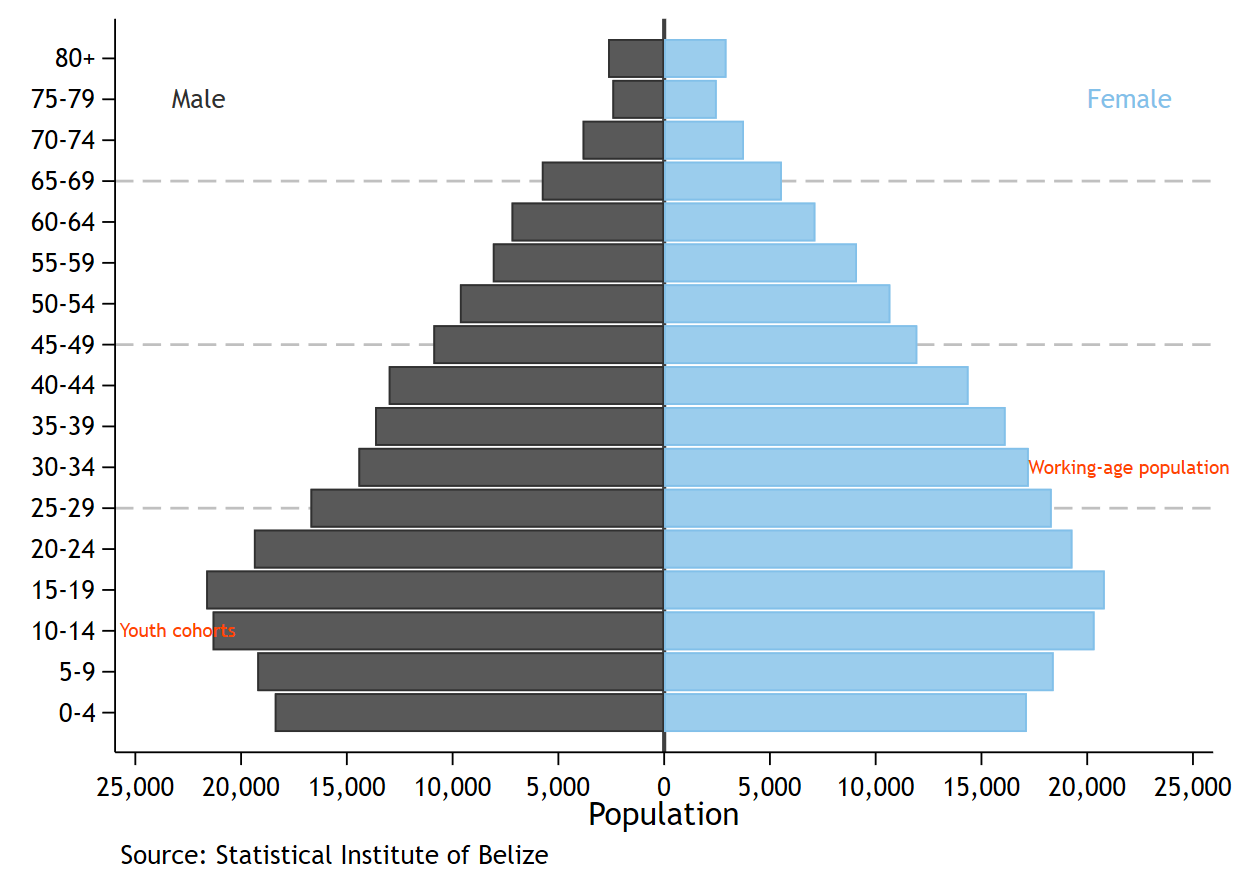 80+
75-79
Male
Female
70-74
65-69
60-64
55-59
50-54
45-49
40-44
35-39
30-34
Working-age population
25-29
20-24
15-19
10-14
Youth cohorts
5-9
0-4
25,000 20,000 15,000 10,000 5,000 0 5,000 10,000 15,000 20,000 25,000
Population
Source: Statistical Institute of Belize